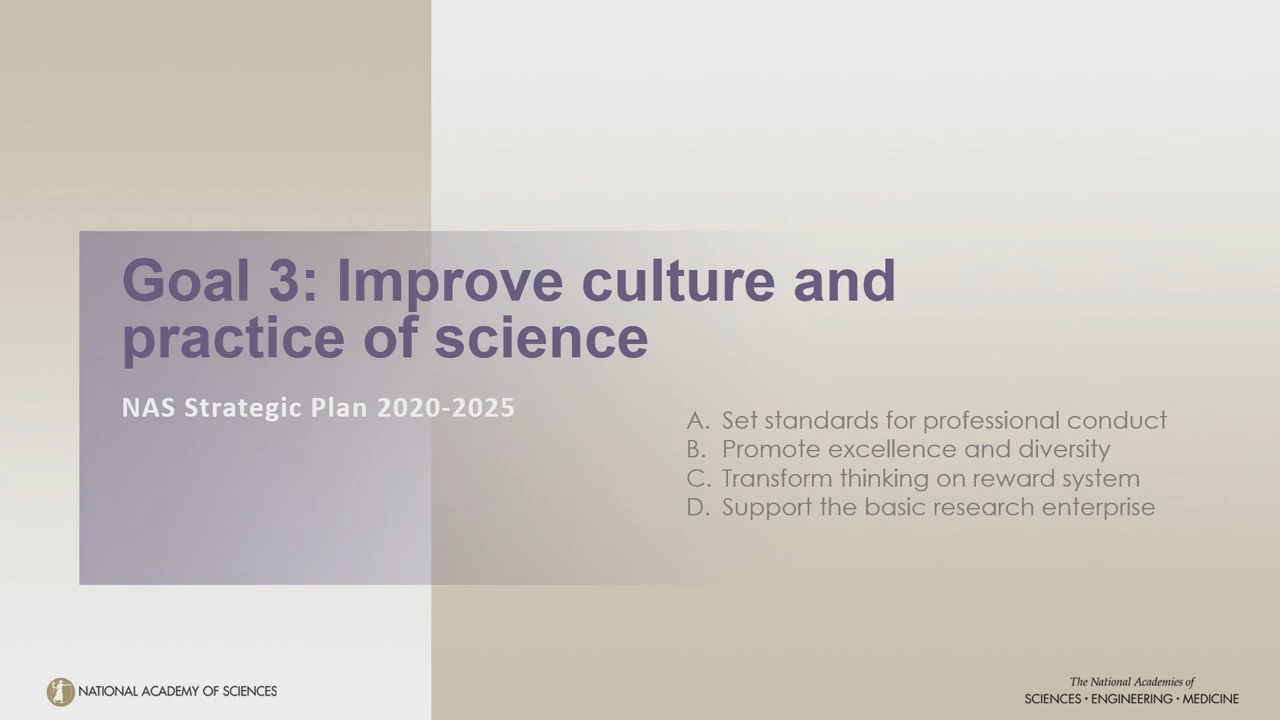 Goal 3: Improve culture and
practice of science
NAS Strategic Plan 2020-2025
A. Set standards for professional conduct
B. Promote excellence and diversity
C. Transform thinking on reward system
D. Support the basic research enterprise
NATIONAL ACADEMY OF SCIENCES
The National Academies of
SCIENCES · ENGINEERING · MEDICINE